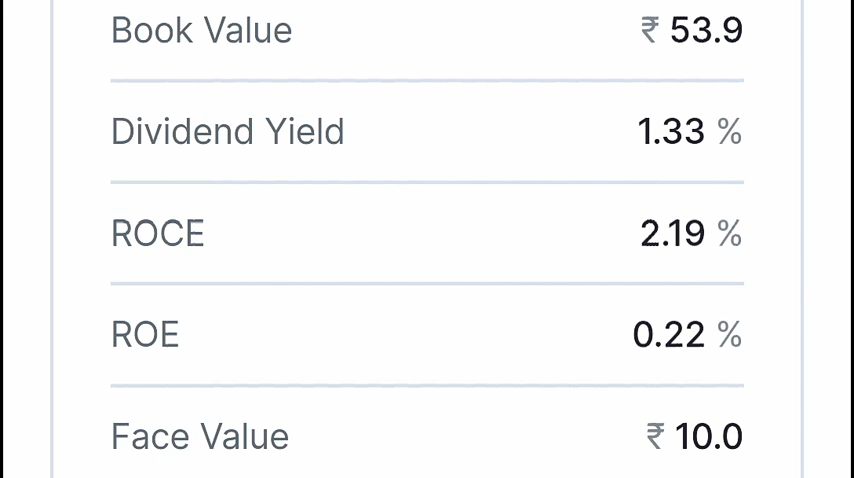 Book Value ₹ 53.9
Dividend Yield 1.33 %
ROCE 2.19 %
ROE 0.22 %
Face Value ₹ 10.0